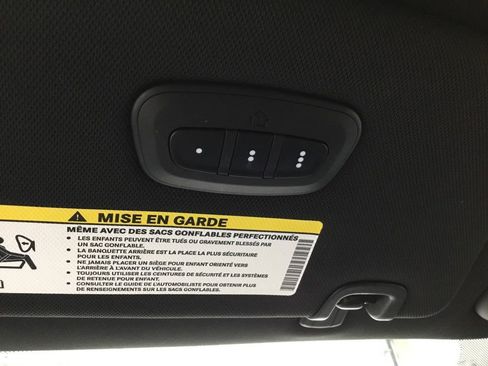 MISE EN GARDE
MÊME AVEC DES SACS GONFLABLES PERFECTIONNÉS
• LES ENFANTS PEUVENT ÊTRE TUÉS OU GRAVEMENT BLESSÉS PAR
UN SAC GONFLABLE.
• LA BANQUETTE ARRIÈRE EST LA PLACE LA PLUS SÉCURITAIRE
POUR LES ENFANTS.
• NE JAMAIS PLACER UN SIÈGE POUR ENFANT ORIENTÉ VERS
L'ARRIÈRE À L'AVANT DU VÉHICULE.
• TOUJOURS UTILISER LES CEINTURES DE SÉCURITÉ ET LES SYSTÈMES
DE RETENUE POUR ENFANT.
• CONSULTER LE GUIDE DE L'AUTOMOBILISTE POUR OBTENIR PLUS
DE RENSEIGNEMENTS SUR LES SACS GONFLABLES.